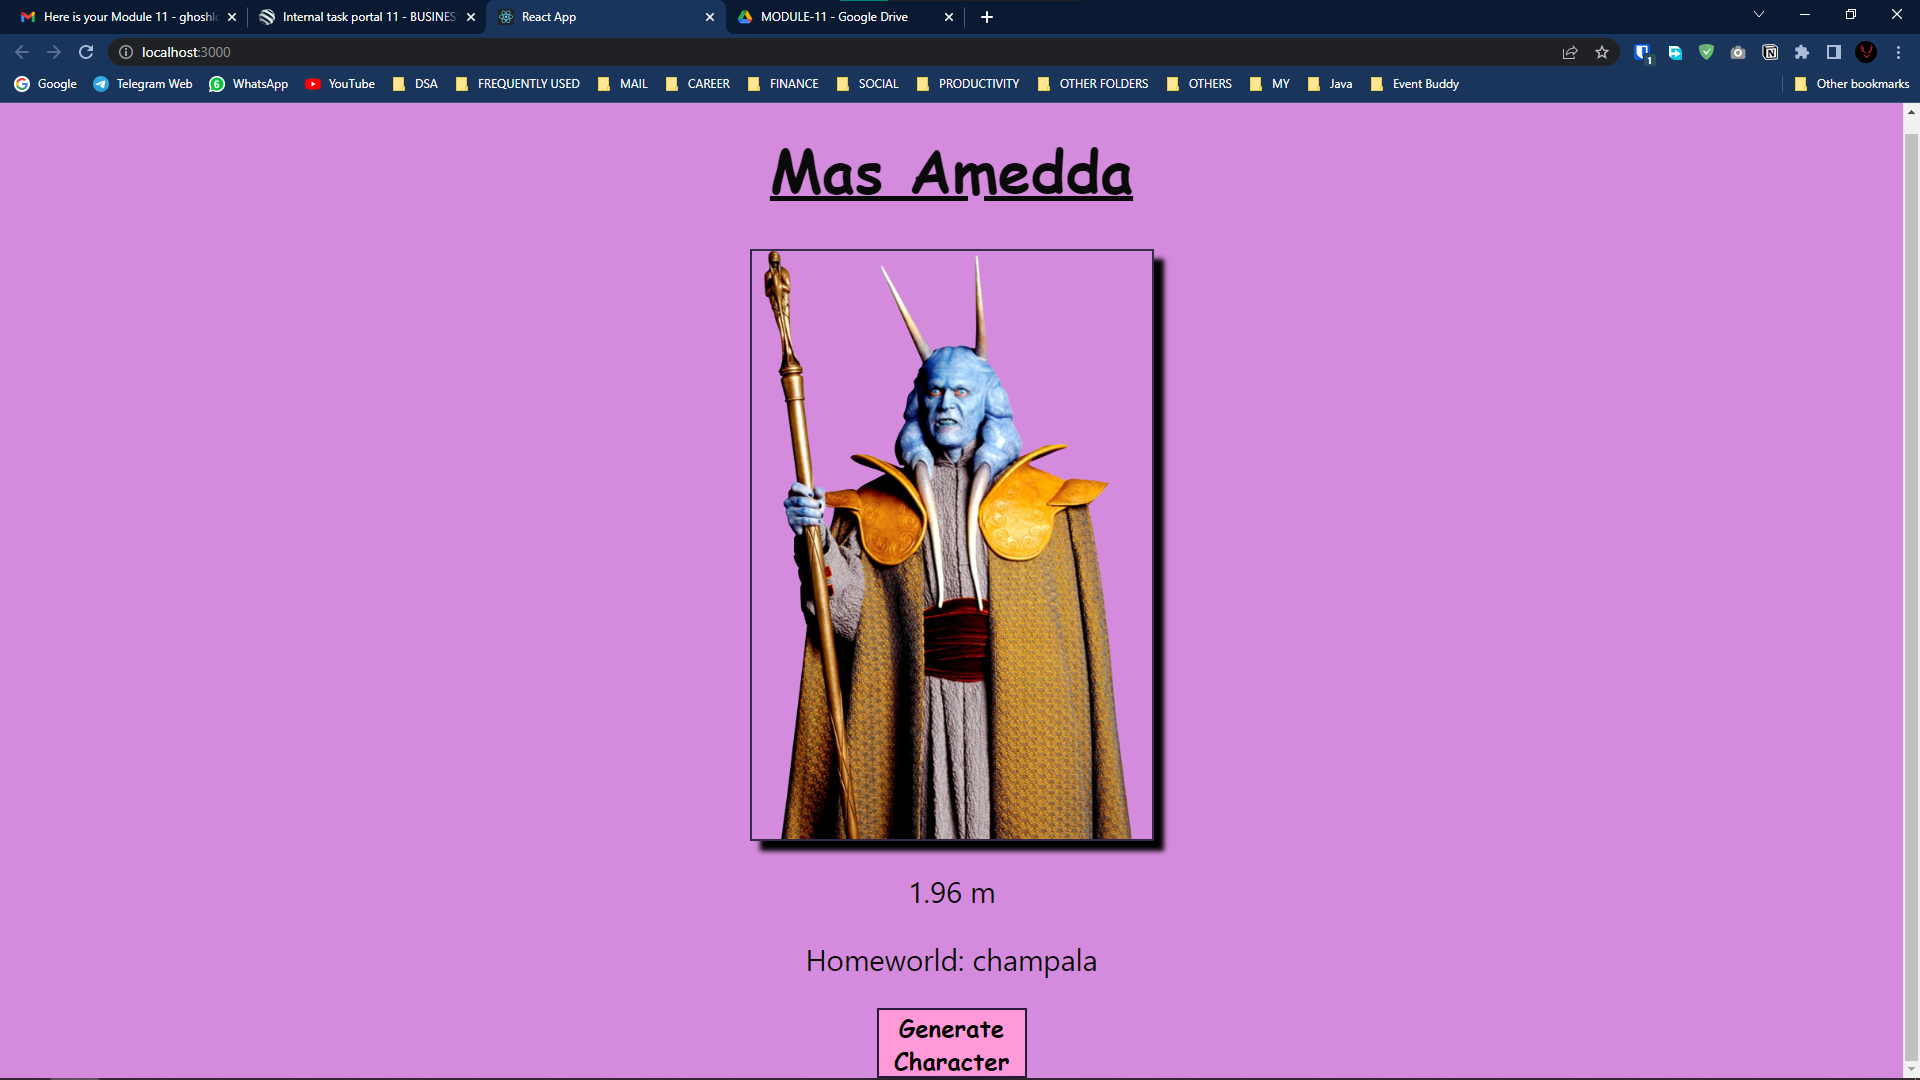 Here is your Module 11 - ghoshl
Internal task portal 11 - BUSINES
React App
MODULE-11 - Google Drive
localhost:3000
1
Google
Telegram Web
6
WhatsApp
YouTube
DSA
FREQUENTLY USED
MAIL
CAREER
FINANCE
SOCIAL
PRODUCTIVITY
OTHER FOLDERS
OTHERS
MY
Java
Event Buddy
Other bookmarks
Mas Amedda
1.96 m
Homeworld: champala
Generate
Character